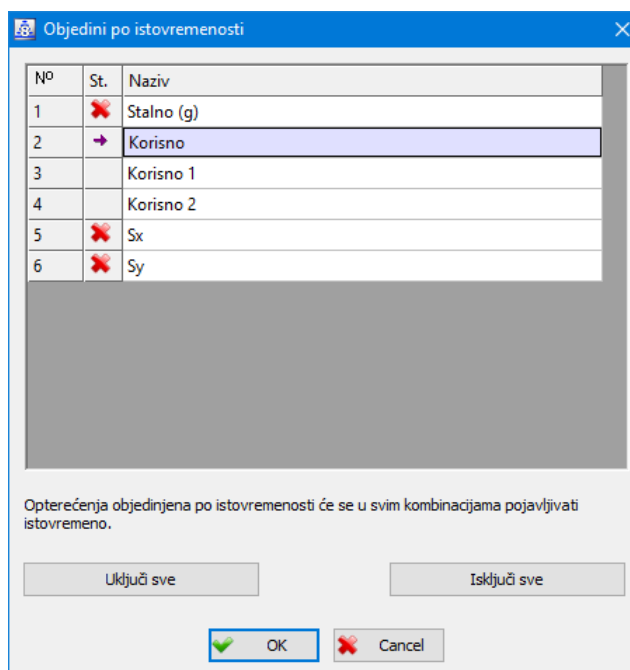 Objedini po istovremenosti
Nº St. Naziv
1 Stalno (g)
2 Korisno
3 Korisno 1
4 Korisno 2
5 Sx
6 Sy
Opterećenja objedinjena po istovremenosti će se u svim kombinacijama pojavljivati
istovremeno.
Uključi sve Isključi sve
OK Cancel